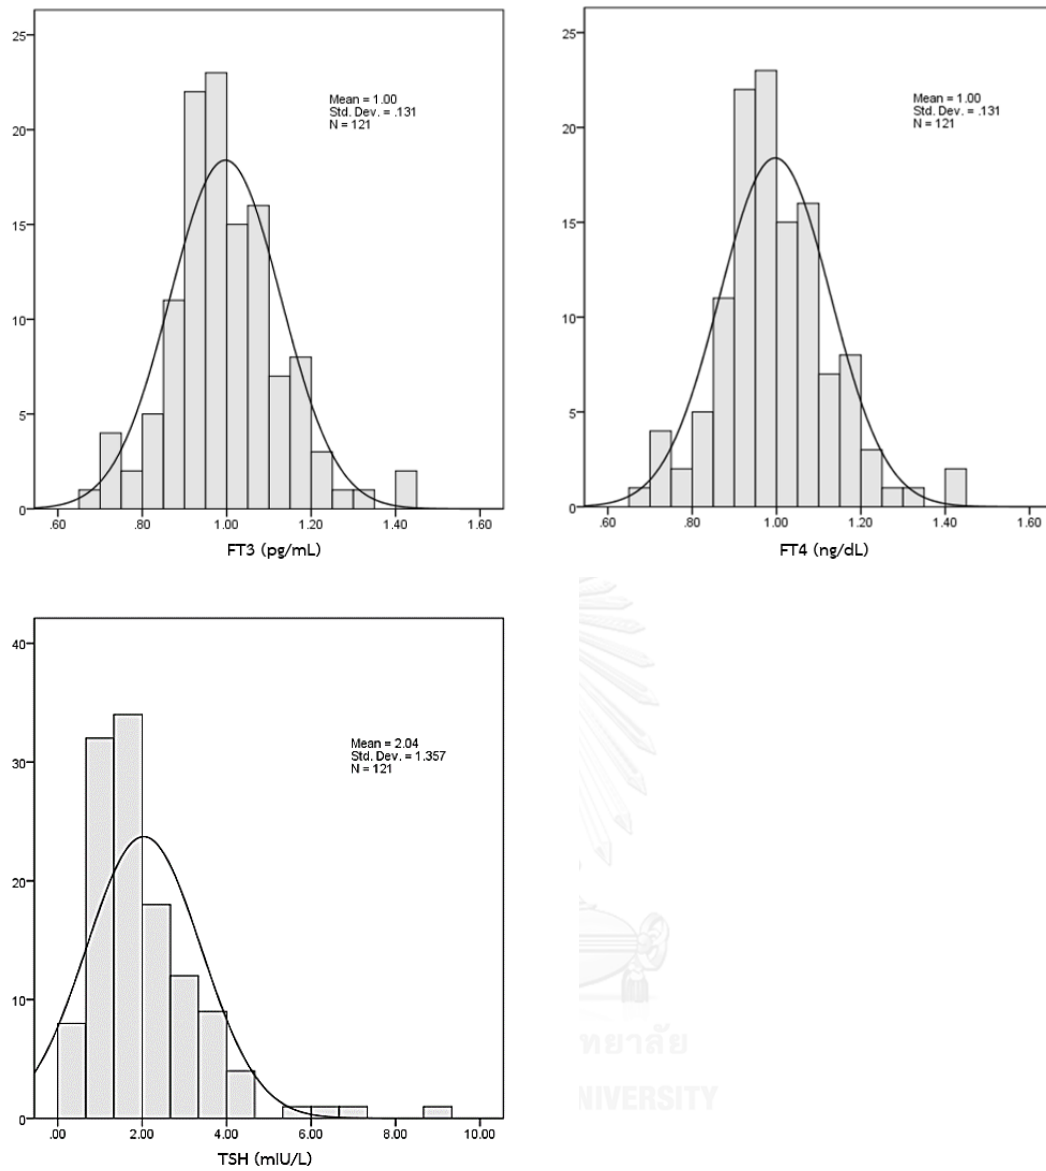 25
20
15
10
5
0
Mean = 1.00
Std. Dev. = .131
N = 121
.60 .80 1.00 1.20 1.40 1.60
FT3 (pg/mL)
25
20
15
10
5
0
Mean = 1.00
Std. Dev. = .131
N = 121
.60 .80 1.00 1.20 1.40 1.60
FT4 (ng/dL)
40
30
20
10
0
Mean = 2.04
Std. Dev. = 1.357
N = 121
.00 2.00 4.00 6.00 8.00 10.00
TSH (mIU/L)
ทยาลัย
NIVERSITY